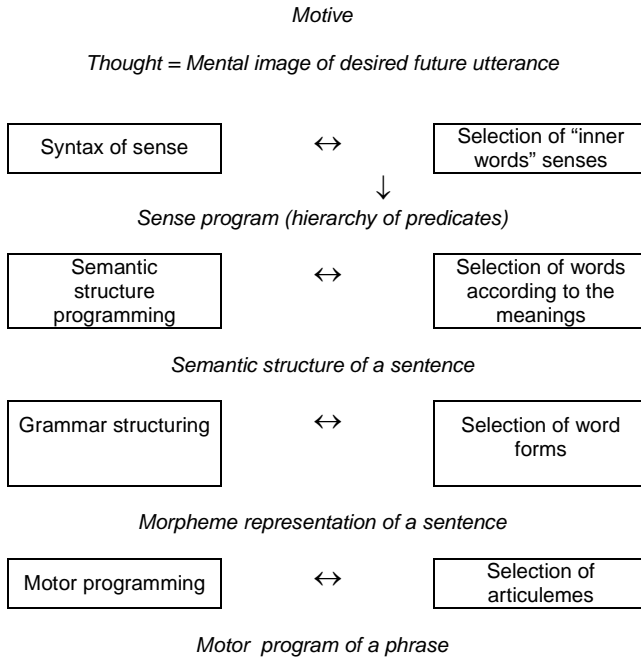 Motive
Thought = Mental image of desired future utterance
Syntax of sense
↔
Selection of “inner
words” senses
↓
Sense program (hierarchy of predicates)
Semantic
structure
programming
↔
Selection of words
according to the
meanings
Semantic structure of a sentence
Grammar structuring
↔
Selection of word
forms
Morpheme representation of a sentence
Motor programming
↔
Selection of
articulemes
Motor program of a phrase